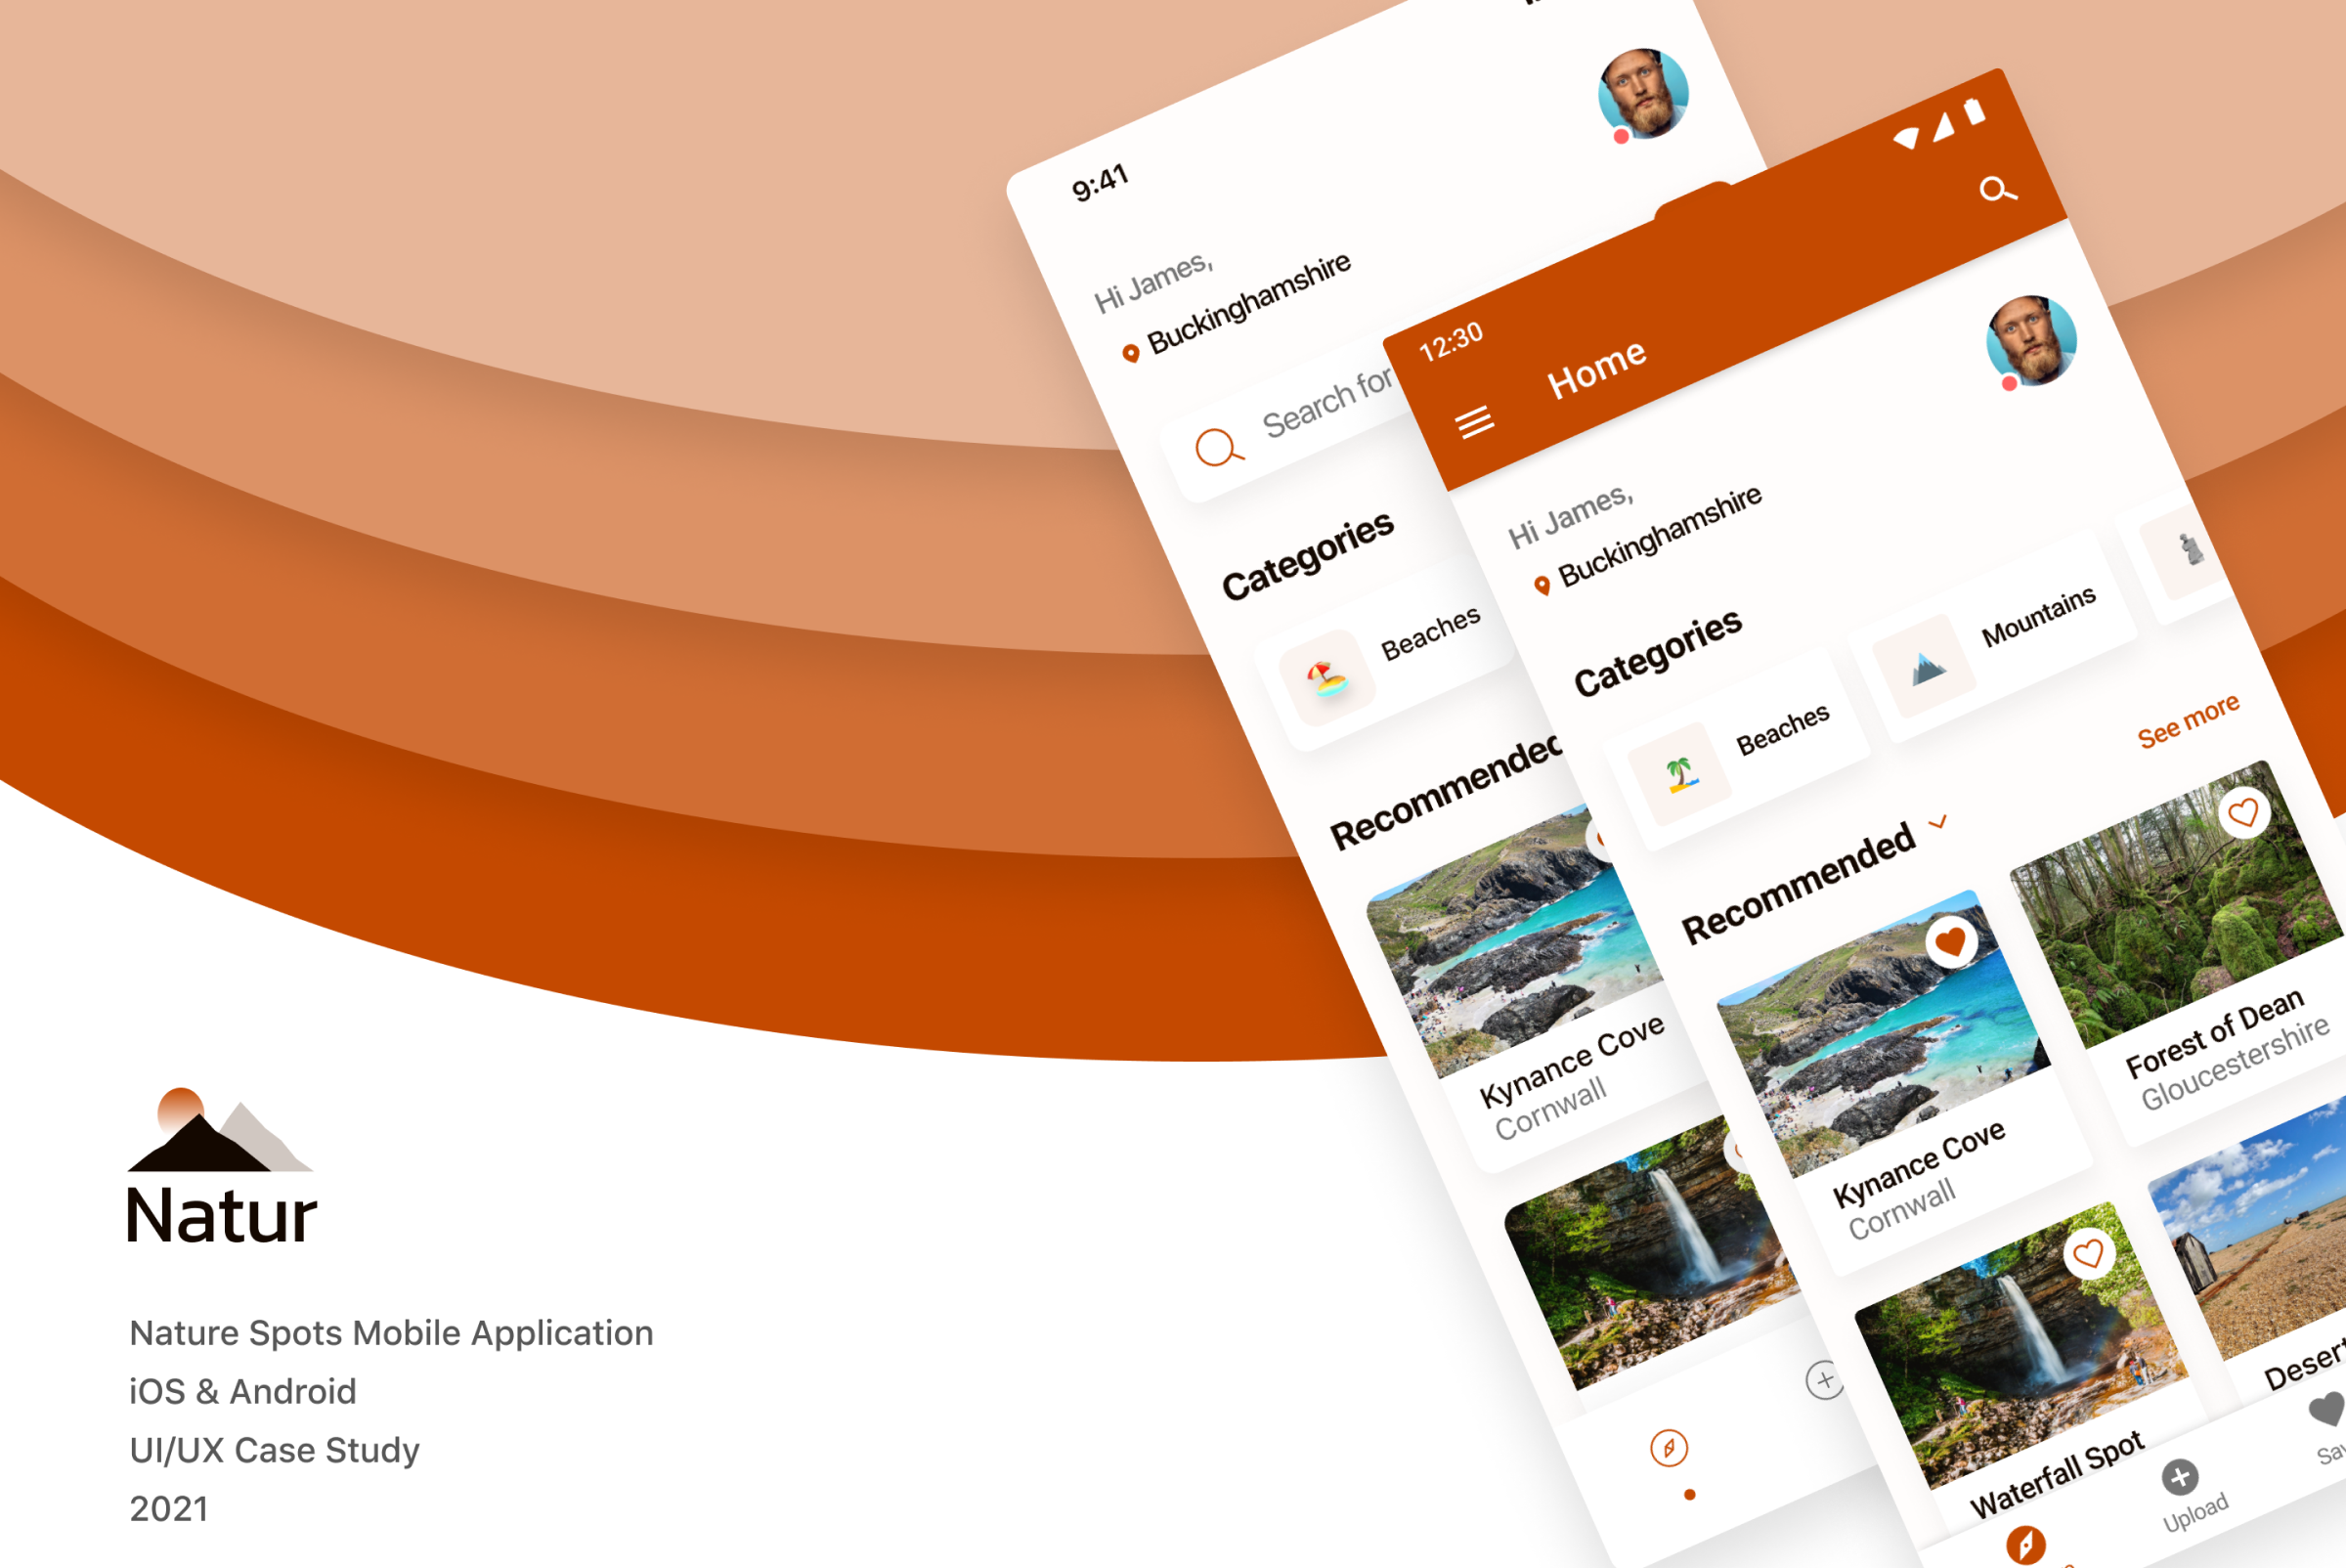 9:41
Hi James,
Buckinghamshire
Search for
Categories
Beaches
Recommended
Kynance Cove
Cornwall
12:30
Home
Hi James,
Buckinghamshire
Categories
Beaches
Mountains
See more
Recommended
Kynance Cove
Cornwall
Forest of Dean
Gloucestershire
Waterfall Spot
Desert
Upload
Natur
Nature Spots Mobile Application
iOS & Android
UI/UX Case Study
2021